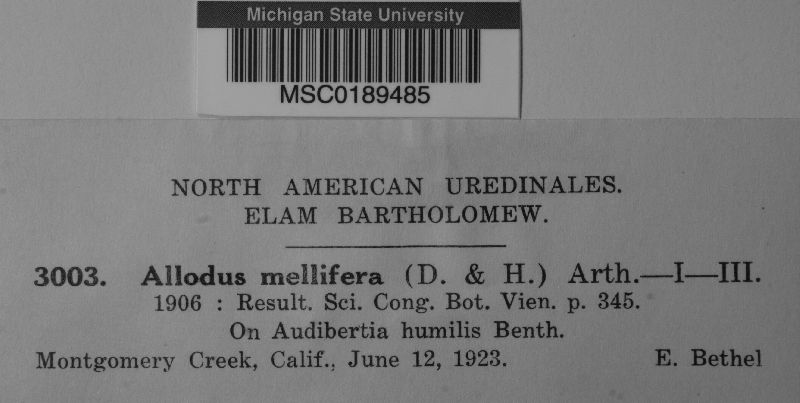 Michigan State University
MSC0189485
NORTH AMERICAN UREDINALES.
ELAM BARTHOLOMEW.
3003. Allodus mellifera (D. & H.) Arth.—I—III.
1906 : Result. Sci. Cong. Bot. Vien. p. 345.
On Audibertia humilis Benth.
Montgomery Creek, Calif., June 12, 1923. E. Bethel